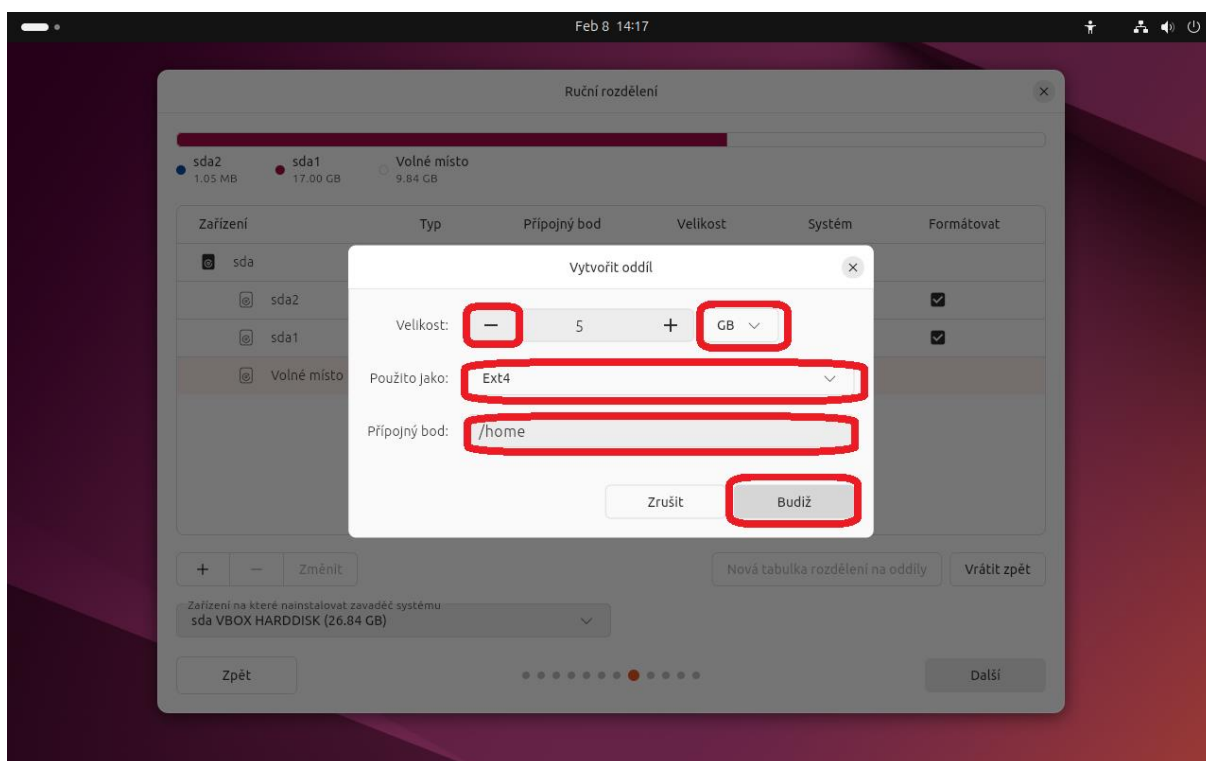 Feb 8 14:17
Ruční rozdělení
sda2 sda1 Volné místo
1.05 MB 17.00 GB 9.84 GB
Zařízení Typ Přípojný bod Velikost Systém Formátovat
sda
Vytvořit oddíl
sda2
Velikost: − 5 + GB
sda1
Volné místo
Použito jako: Ext4
Přípojný bod: /home
Zrušit Budiž
+ − Změnit Nová tabulka rozdělení na oddíly Vrátit zpět
Zařízení na které nainstalovat zavaděč systému
sda VBOX HARDDISK (26.84 GB)
Zpět Další